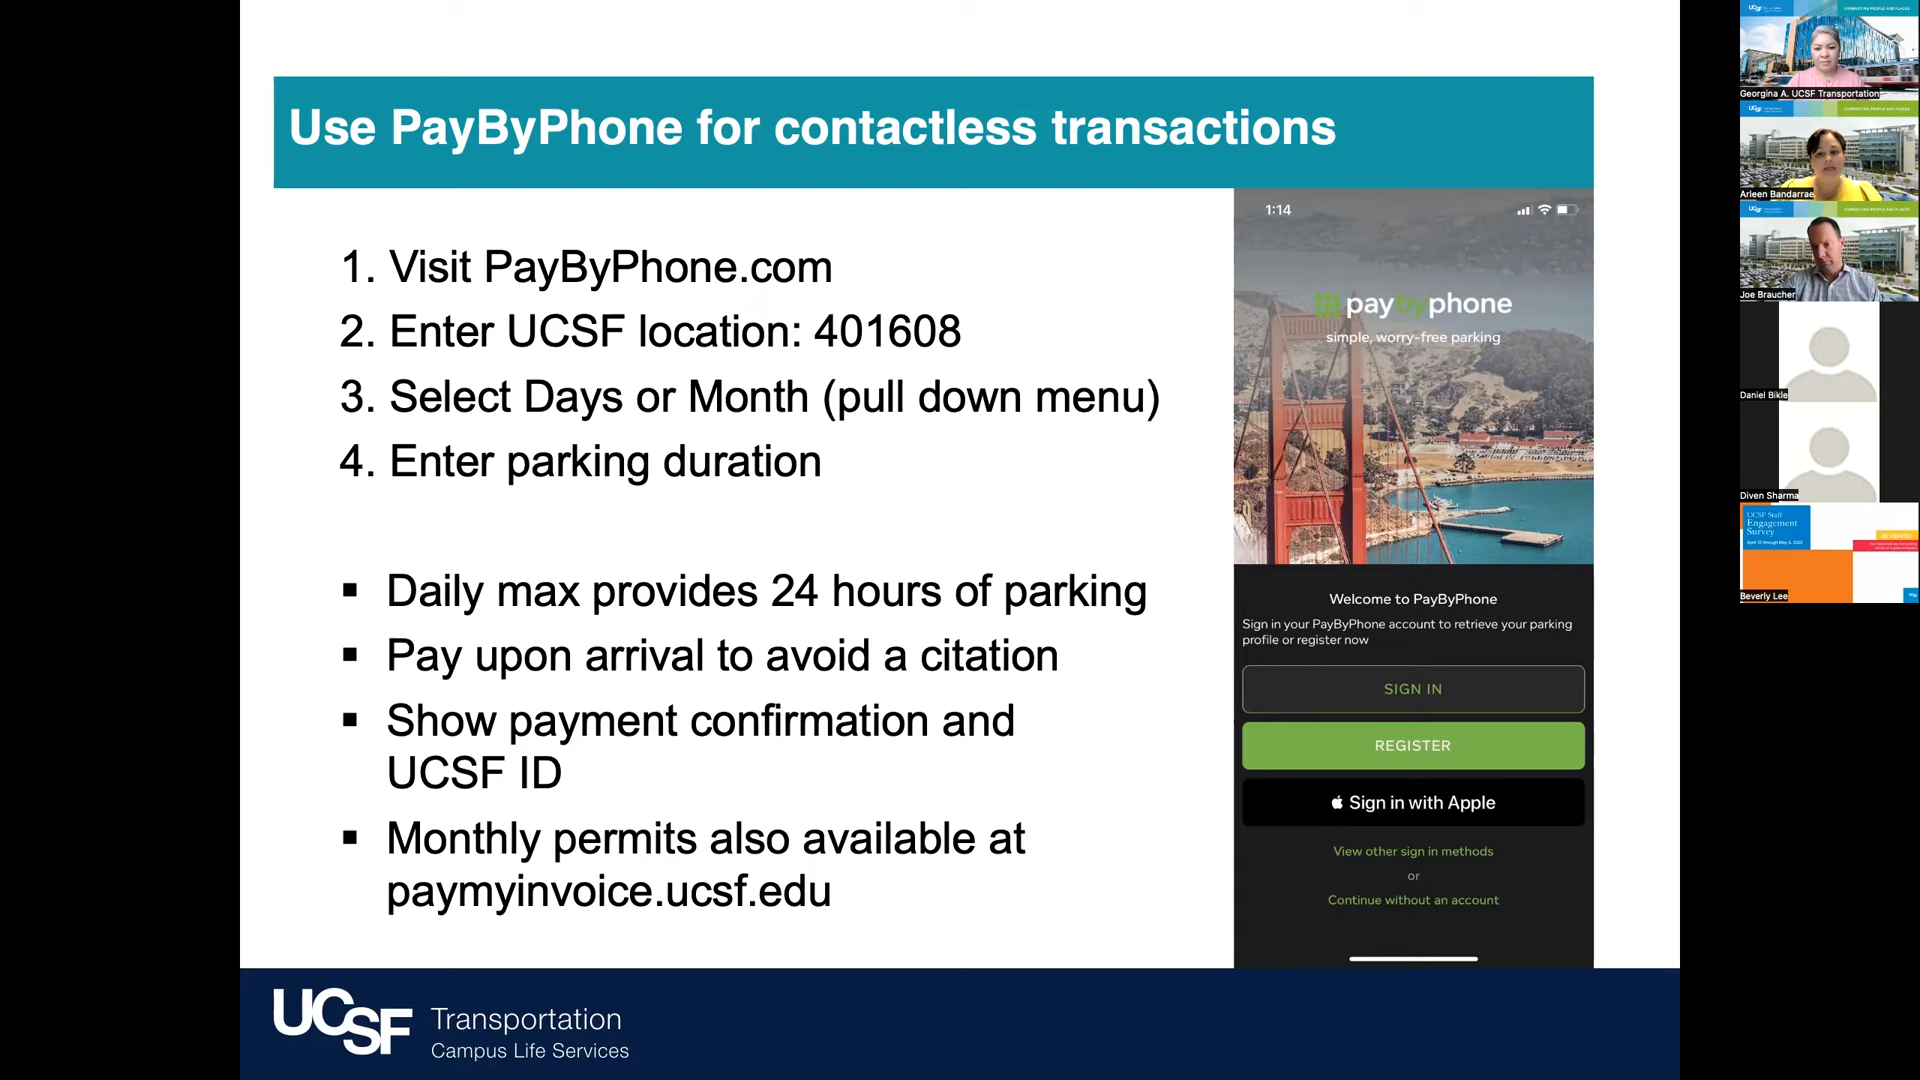 Use PayByPhone for contactless transactions
1. Visit PayByPhone.com
2. Enter UCSF location: 401608
3. Select Days or Month (pull down menu)
4. Enter parking duration
▪ Daily max provides 24 hours of parking
▪ Pay upon arrival to avoid a citation
▪ Show payment confirmation and
UCSF ID
▪ Monthly permits also available at
paymyinvoice.ucsf.edu
1:14
paybyphone
simple, worry-free parking
Welcome to PayByPhone
Sign in your PayByPhone account to retrieve your parking
profile or register now
SIGN IN
REGISTER
Sign in with Apple
View other sign in methods
or
Continue without an account
UCSF
Transportation
Campus Life Services
Georgina A. UCSF Transportation
Arleen Bandarrae
Joe Braucher
Daniel Bikle
Diven Sharma
UCSF Staff
Engagement
Survey
April 12 through May 6, 2022
Beverly Lee